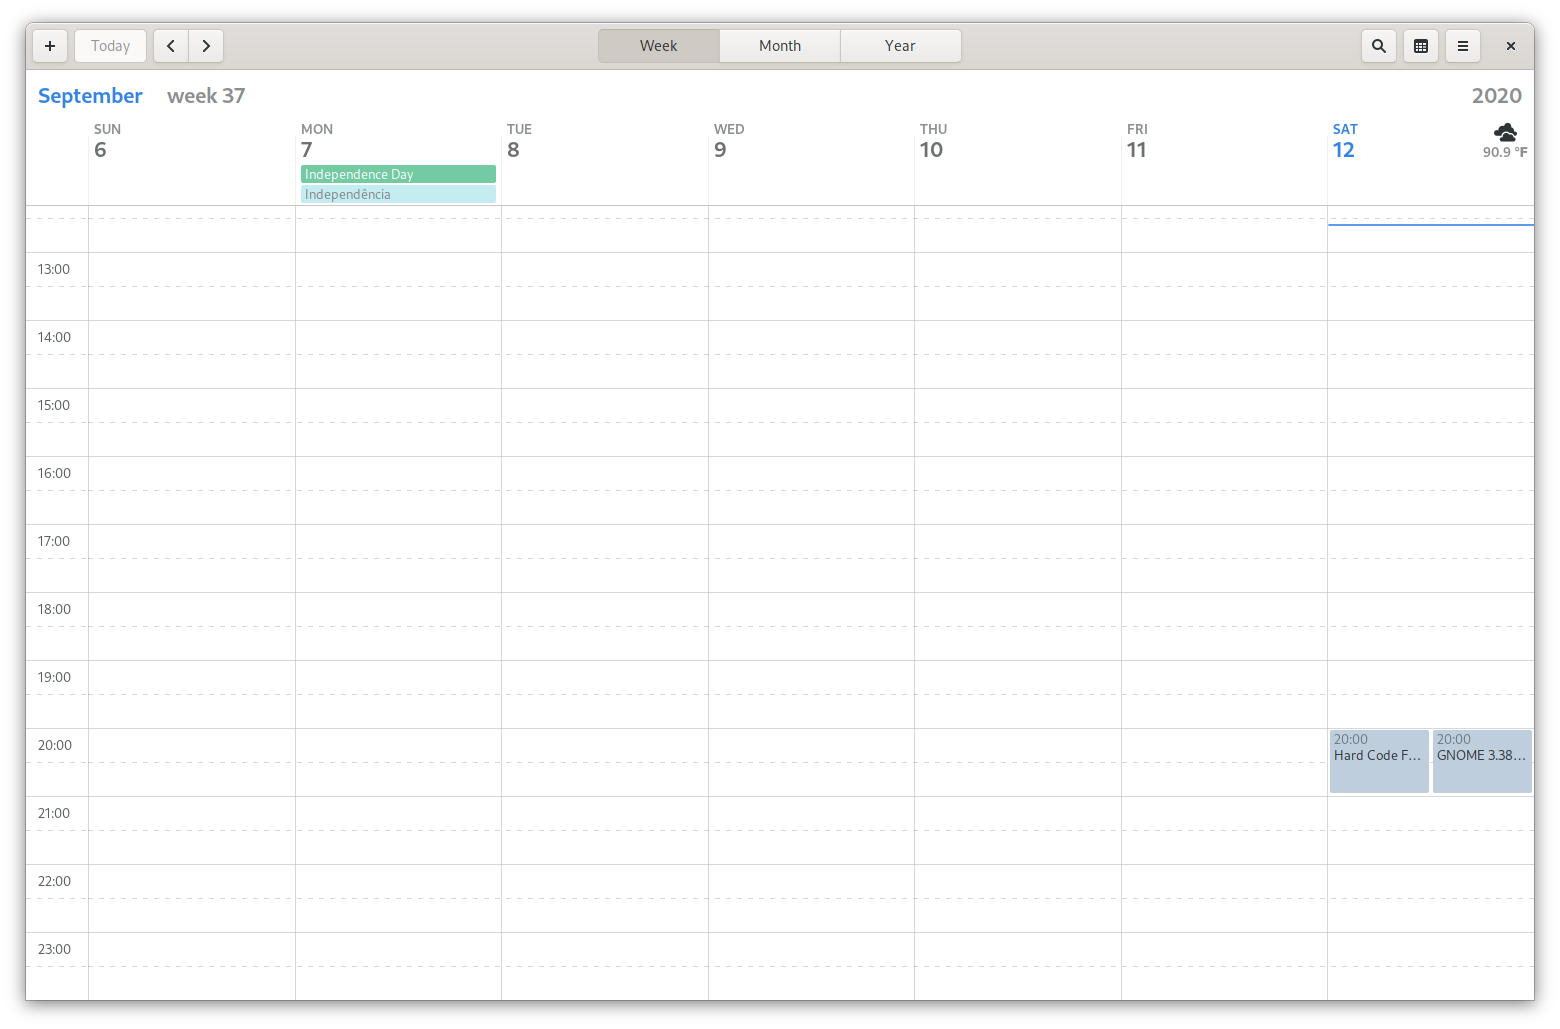 Today
Week
Month
Year
September week 37
2020
SUN
6
MON
7
TUE
8
WED
9
THU
10
FRI
11
SAT
12
90.9 °F
Independence Day
Independência
13:00
14:00
15:00
16:00
17:00
18:00
19:00
20:00
20:00
Hard Code F…
20:00
GNOME 3.38…
21:00
22:00
23:00